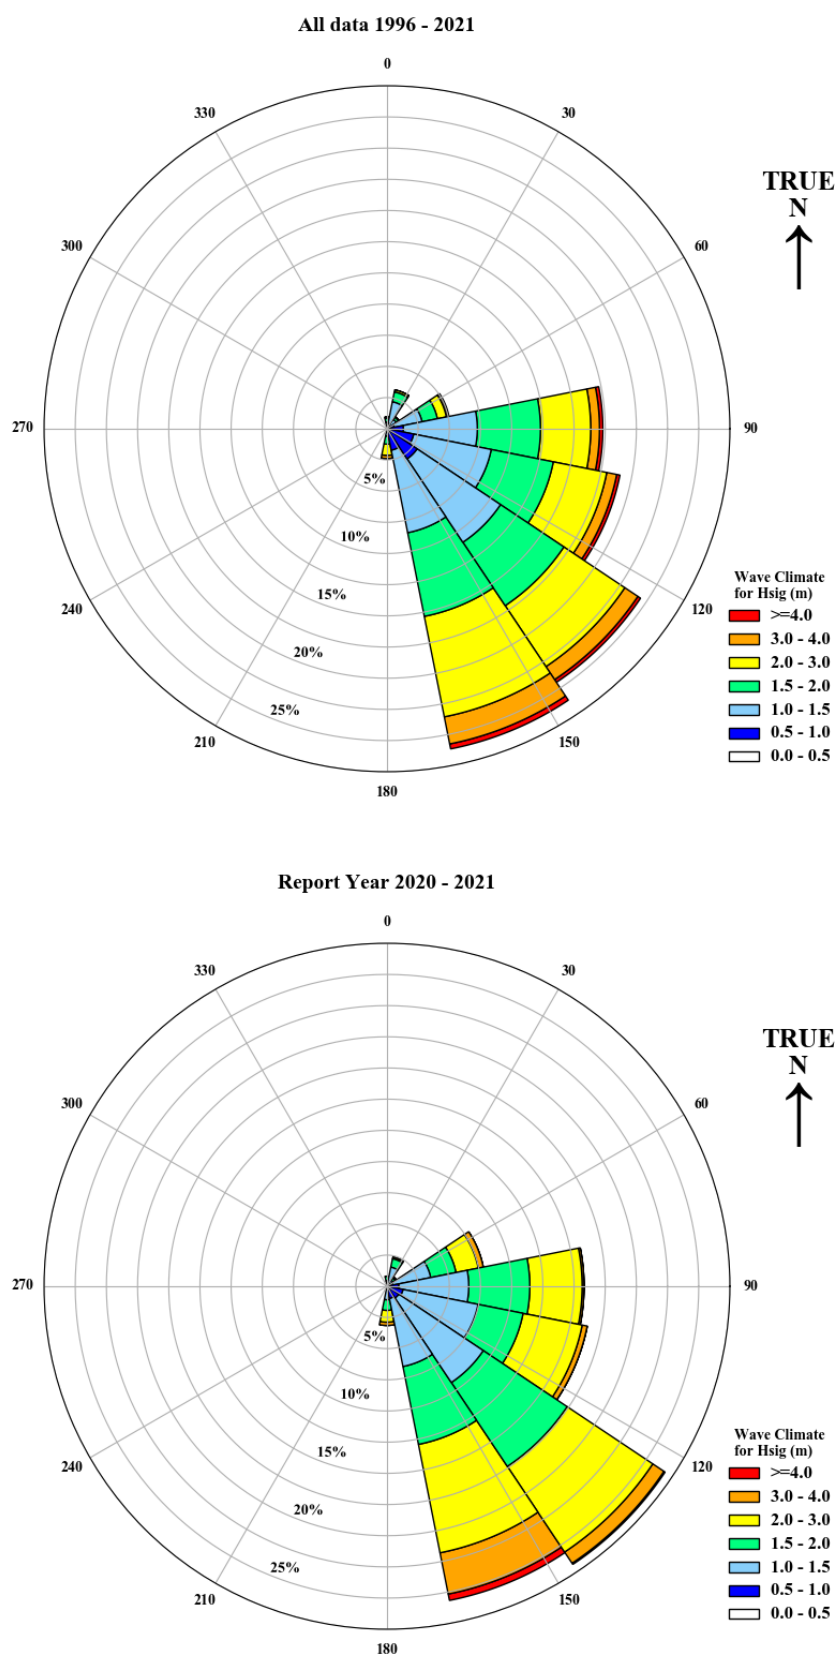 All data 1996 - 2021
0
330
30
TRUE
N
300
60
270
90
5%
10%
15%
20%
25%
240
120
210
150
180
Wave Climate
for Hsig (m)
>=4.0
3.0 - 4.0
2.0 - 3.0
1.5 - 2.0
1.0 - 1.5
0.5 - 1.0
0.0 - 0.5
Report Year 2020 - 2021
0
330
30
TRUE
N
300
60
270
90
5%
10%
15%
20%
25%
240
120
210
150
180
Wave Climate
for Hsig (m)
>=4.0
3.0 - 4.0
2.0 - 3.0
1.5 - 2.0
1.0 - 1.5
0.5 - 1.0
0.0 - 0.5